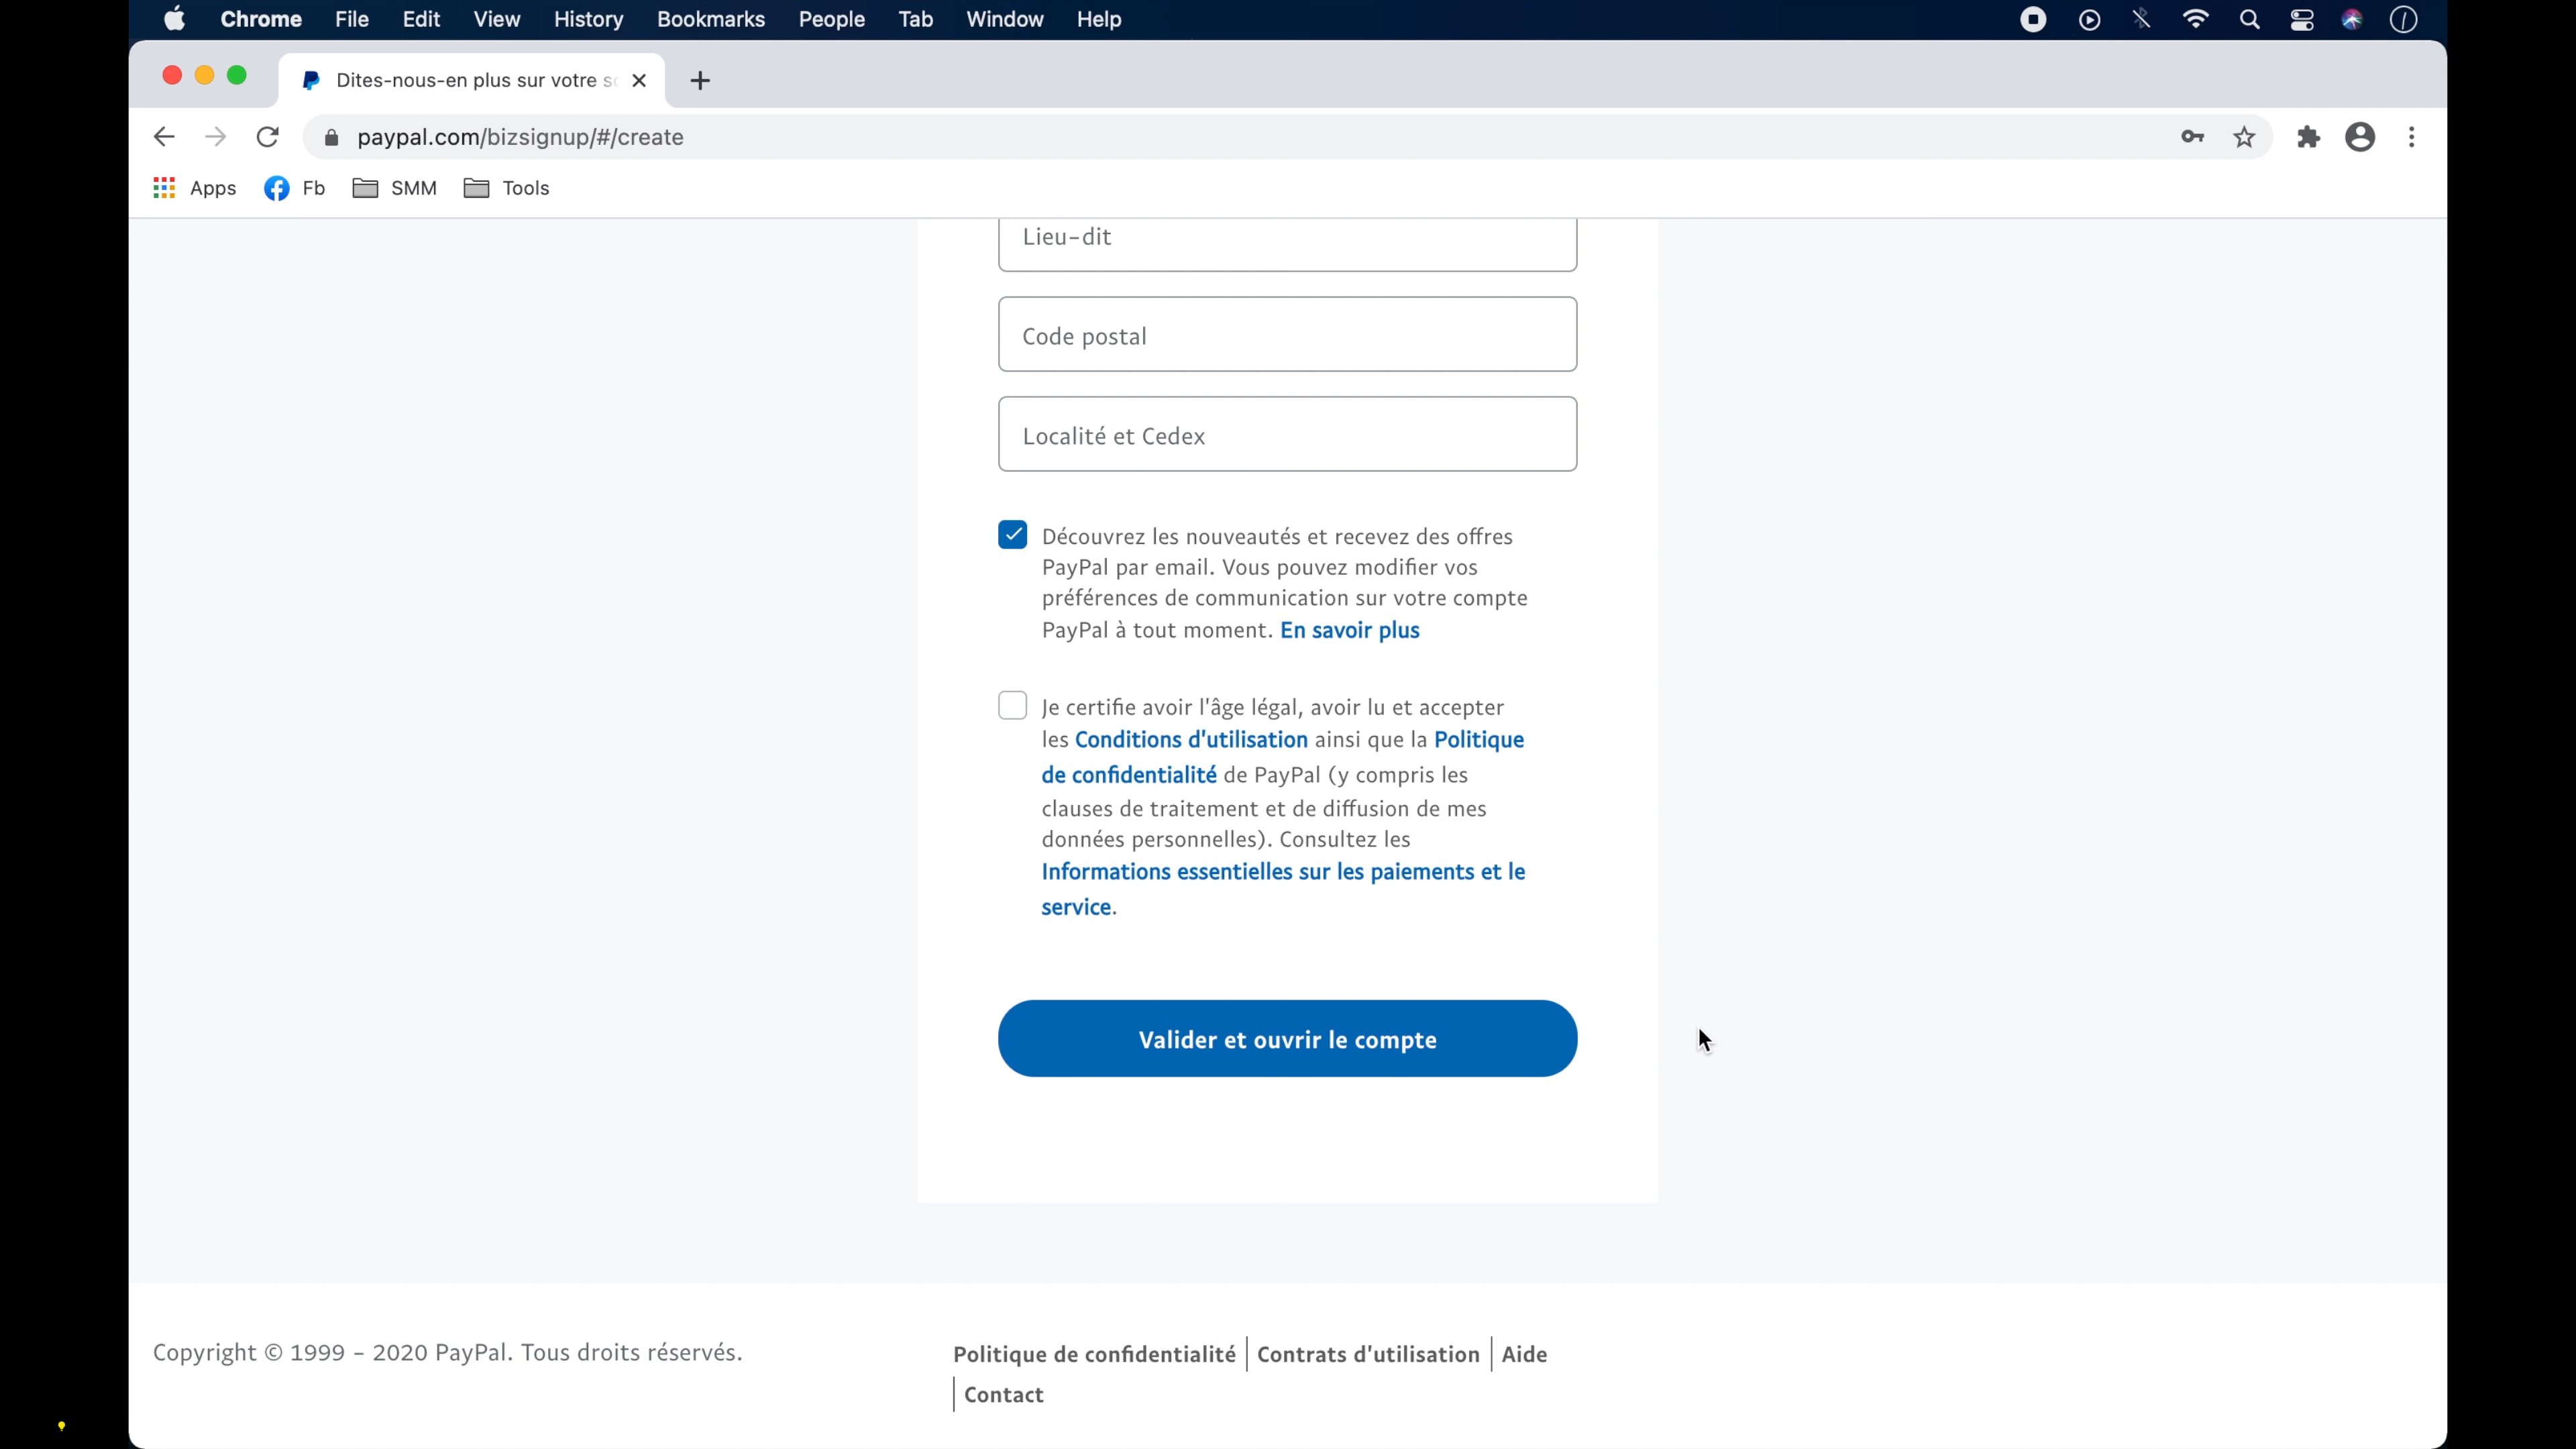 Chrome File Edit View History Bookmarks People Tab Window Help
Dites-nous-en plus sur votre
paypal.com/bizsignup/#/create
Apps Fb SMM Tools
Lieu-dit
Code postal
Localité et Cedex
Découvrez les nouveautés et recevez des offres
PayPal par email. Vous pouvez modifier vos
préférences de communication sur votre compte
PayPal à tout moment. En savoir plus
Je certifie avoir l'âge légal, avoir lu et accepter
les Conditions d'utilisation ainsi que la Politique
de confidentialité de PayPal (y compris les
clauses de traitement et de diffusion de mes
données personnelles). Consultez les
Informations essentielles sur les paiements et le
service.
Valider et ouvrir le compte
Copyright © 1999 – 2020 PayPal. Tous droits réservés.
Politique de confidentialité Contrats d'utilisation Aide
Contact